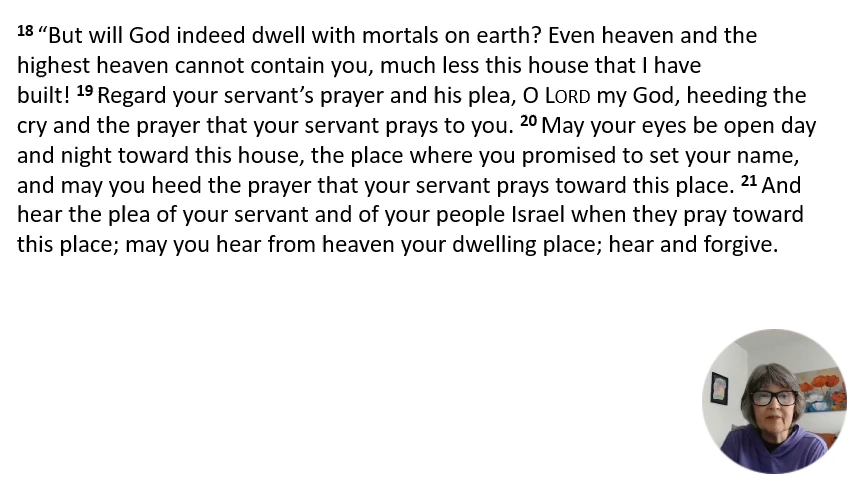 18 “But will God indeed dwell with mortals on earth? Even heaven and the
highest heaven cannot contain you, much less this house that I have
built! 19 Regard your servant’s prayer and his plea, O LORD my God, heeding the
cry and the prayer that your servant prays to you. 20 May your eyes be open day
and night toward this house, the place where you promised to set your name,
and may you heed the prayer that your servant prays toward this place. 21 And
hear the plea of your servant and of your people Israel when they pray toward
this place; may you hear from heaven your dwelling place; hear and forgive.